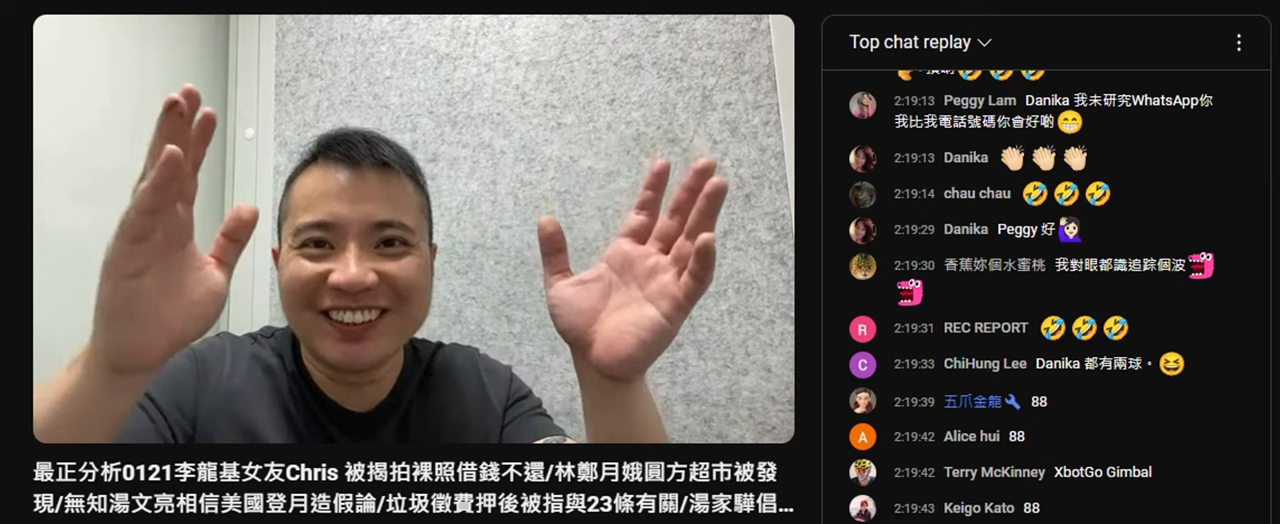 Top chat replay
2:19:13 Peggy Lam Danika 我未研究WhatsApp你
我比我電話號碼你會好啲
2:19:13 Danika
2:19:14 chau chau
2:19:29 Danika Peggy 好
2:19:30 香蕉妳個水蜜桃 我對眼都識追踪個波
R 2:19:31 REC REPORT
C 2:19:33 ChiHung Lee Danika 都有兩球。
2:19:39 五爪金龍 88
A 2:19:42 Alice hui 88
2:19:42 Terry McKinney XbotGo Gimbal
2:19:43 Keigo Kato 88
最正分析0121李龍基女友Chris 被揭拍裸照借錢不還/林鄭月娥圓方超市被發
現/無知湯文亮相信美國登月造假論/垃圾徵費押後被指與23條有關/湯家驊倡...